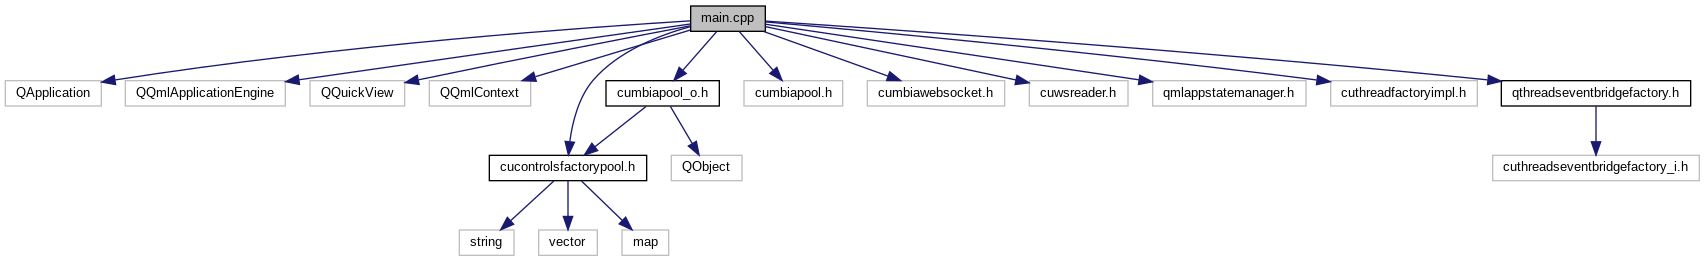 main.cpp
QApplication
QQmlApplicationEngine
QQuickView
QQmlContext
cumbiapool_o.h
cumbiapool.h
cumbiawebsocket.h
cuwsreader.h
qmlappstatemanager.h
cuthreadfactoryimpl.h
qthreadseventbridgefactory.h
cucontrolsfactorypool.h
QObject
cuthreadseventbridgefactory_i.h
string
vector
map